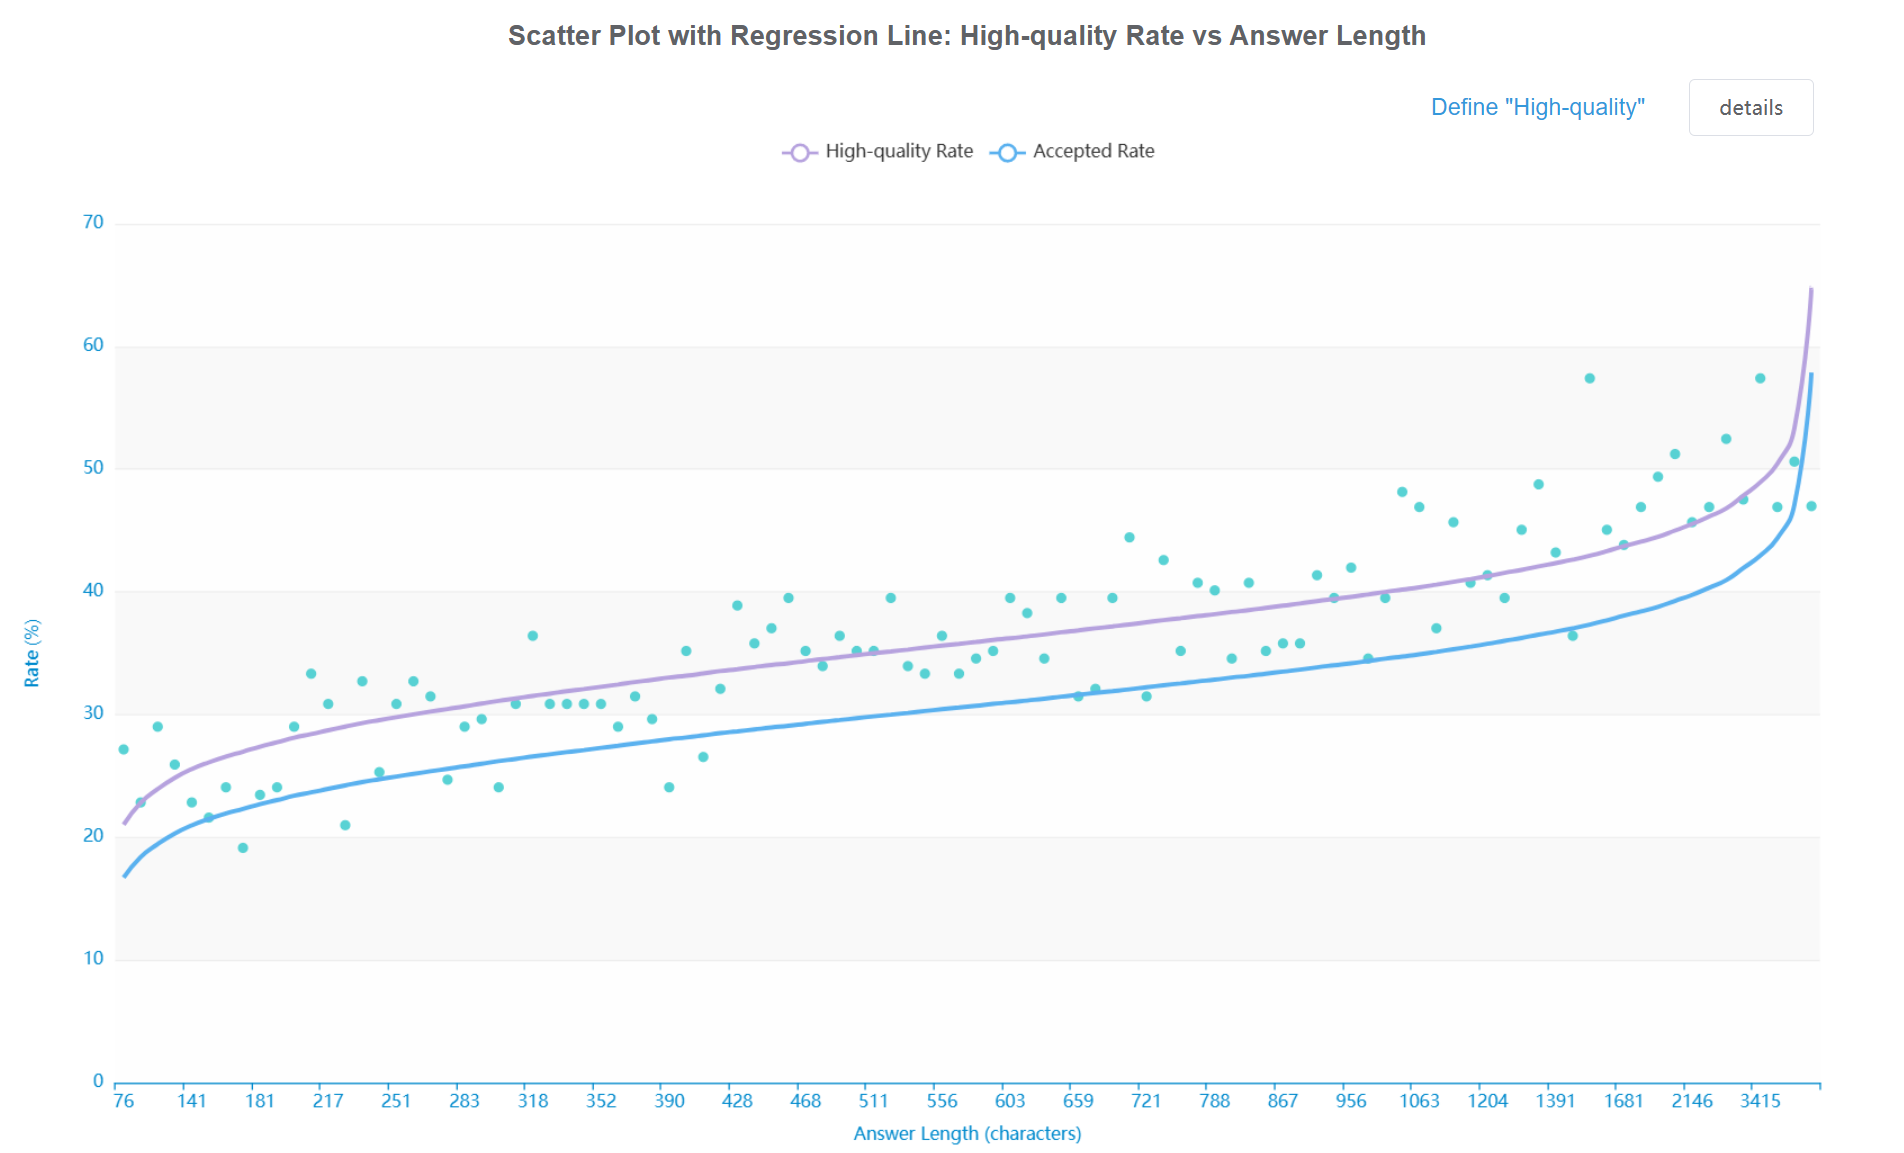 Scatter Plot with Regression Line: High-quality Rate vs Answer Length
Define "High-quality"
details
High-quality Rate
Accepted Rate
70
60
50
40
30
20
10
0
Rate (%)
76 141 181 217 251 283 318 352 390 428 468 511 556 603 659 721 788 867 956 1063 1204 1391 1681 2146 3415
Answer Length (characters)